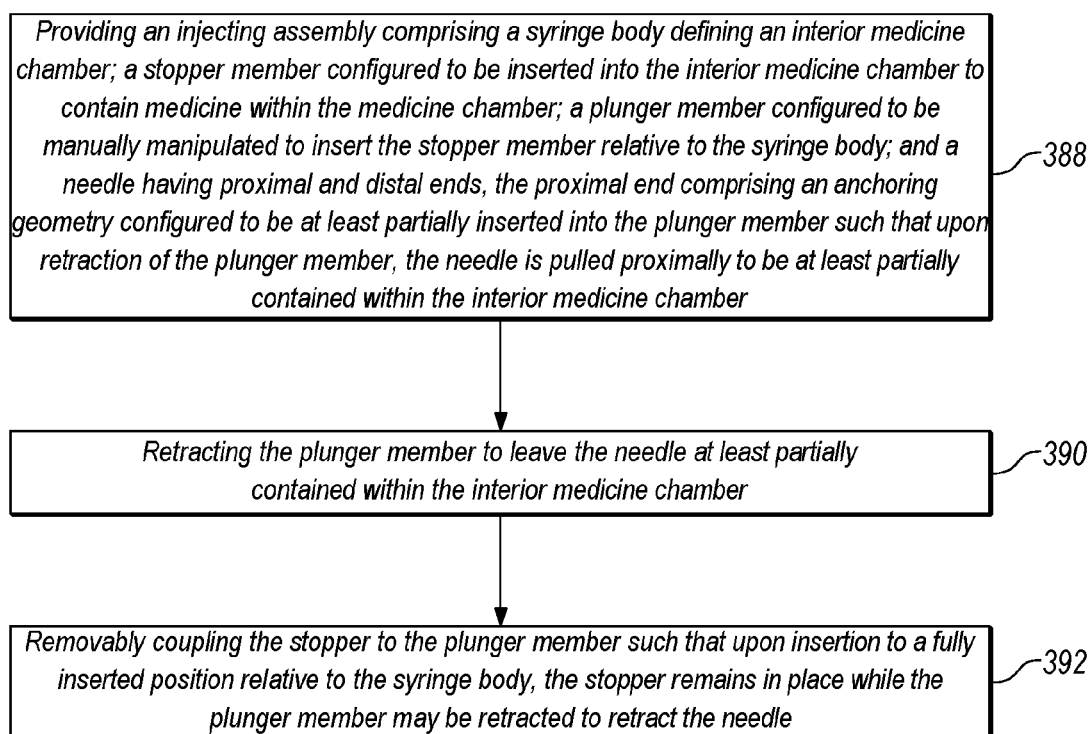 Providing an injecting assembly comprising a syringe body defining an interior medicine
chamber; a stopper member configured to be inserted into the interior medicine chamber to
contain medicine within the medicine chamber; a plunger member configured to be
manually manipulated to insert the stopper member relative to the syringe body; and a
needle having proximal and distal ends, the proximal end comprising an anchoring
geometry configured to be at least partially inserted into the plunger member such that upon
retraction of the plunger member, the needle is pulled proximally to be at least partially
contained within the interior medicine chamber
388
Retracting the plunger member to leave the needle at least partially
contained within the interior medicine chamber
390
Removably coupling the stopper to the plunger member such that upon insertion to a fully
inserted position relative to the syringe body, the stopper remains in place while the
plunger member may be retracted to retract the needle
392